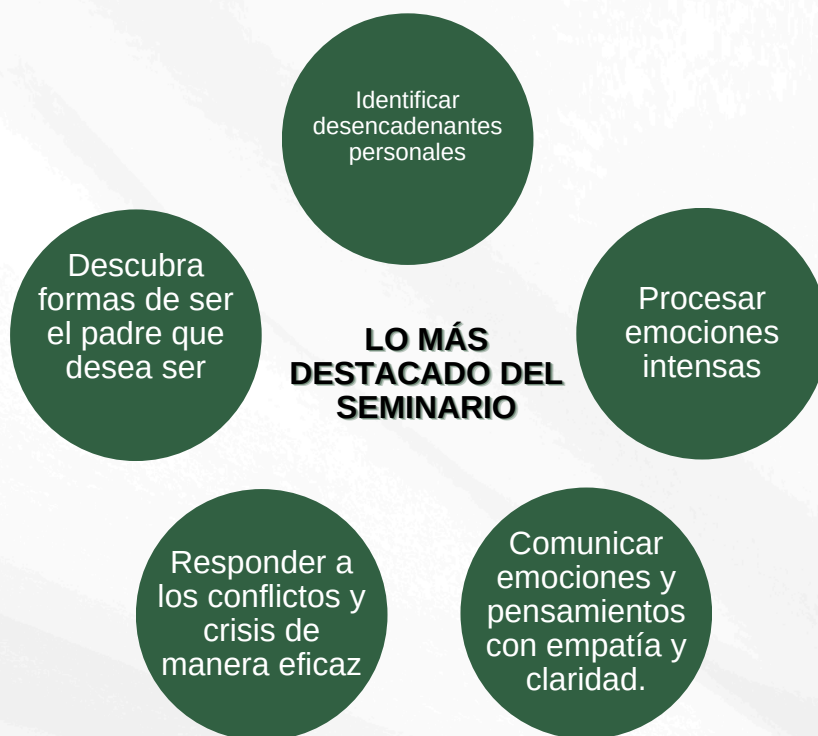 Identificar
desencadenantes
personales
Descubra
formas de ser
el padre que
desea ser
LO MÁS
DESTACADO DEL
SEMINARIO
Procesar
emociones
intensas
Responder a
los conflictos y
crisis de
manera eficaz
Comunicar
emociones y
pensamientos
con empatía y
claridad.